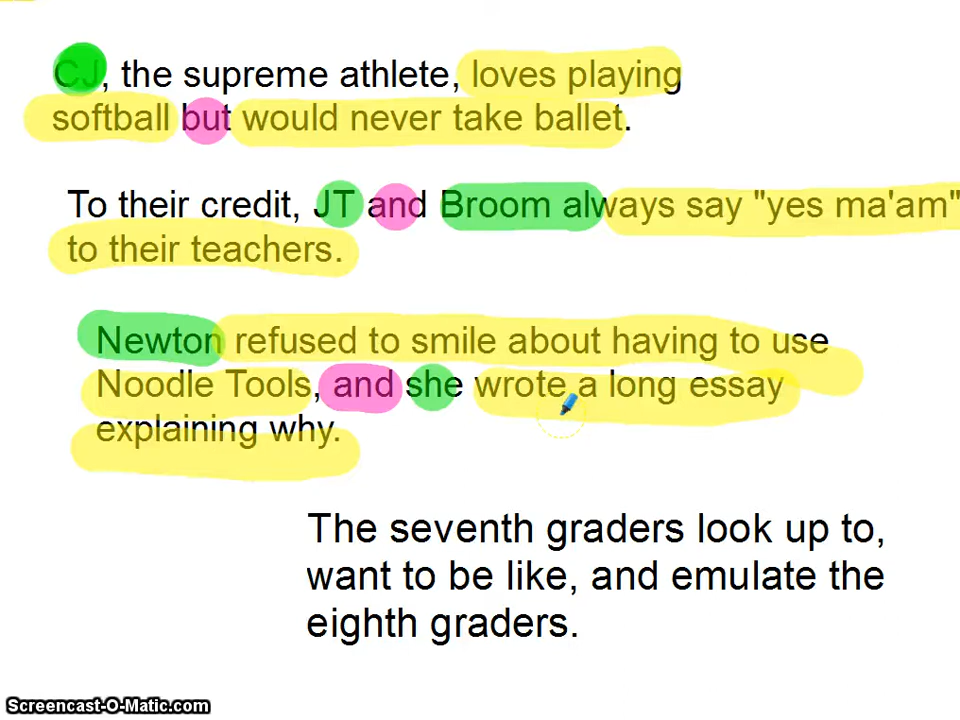 CJ, the supreme athlete, loves playing
softball but would never take ballet.
To their credit, JT and Broom always say "yes ma'am"
to their teachers.
Newton refused to smile about having to use
Noodle Tools, and she wrote a long essay
explaining why.
The seventh graders look up to,
want to be like, and emulate the
eighth graders.
Screencast-O-Matic.com